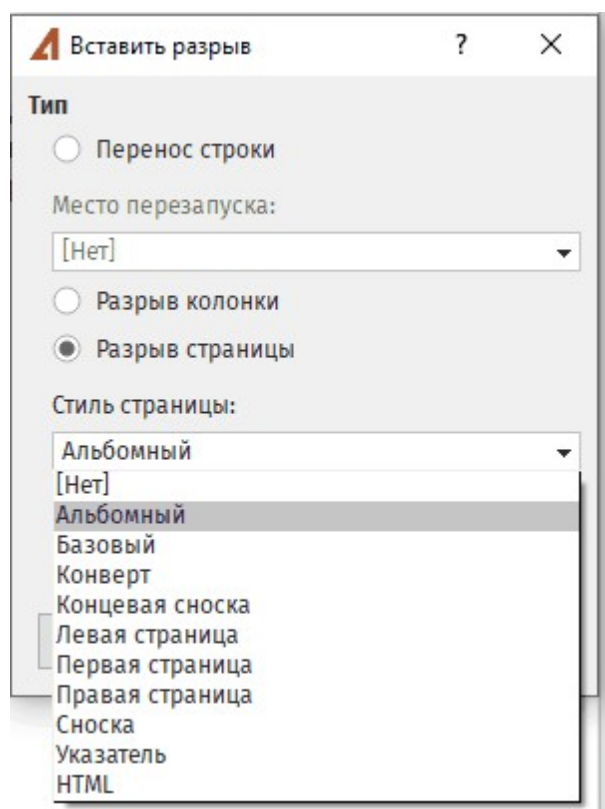 Вставить разрыв ? ×
Тип
Перенос строки
Место перезапуска:
[Нет]
Разрыв колонки
Разрыв страницы
Стиль страницы:
Альбомный
[Нет]
Альбомный
Базовый
Конверт
Концевая сноска
Левая страница
Первая страница
Правая страница
Сноска
Указатель
HTML